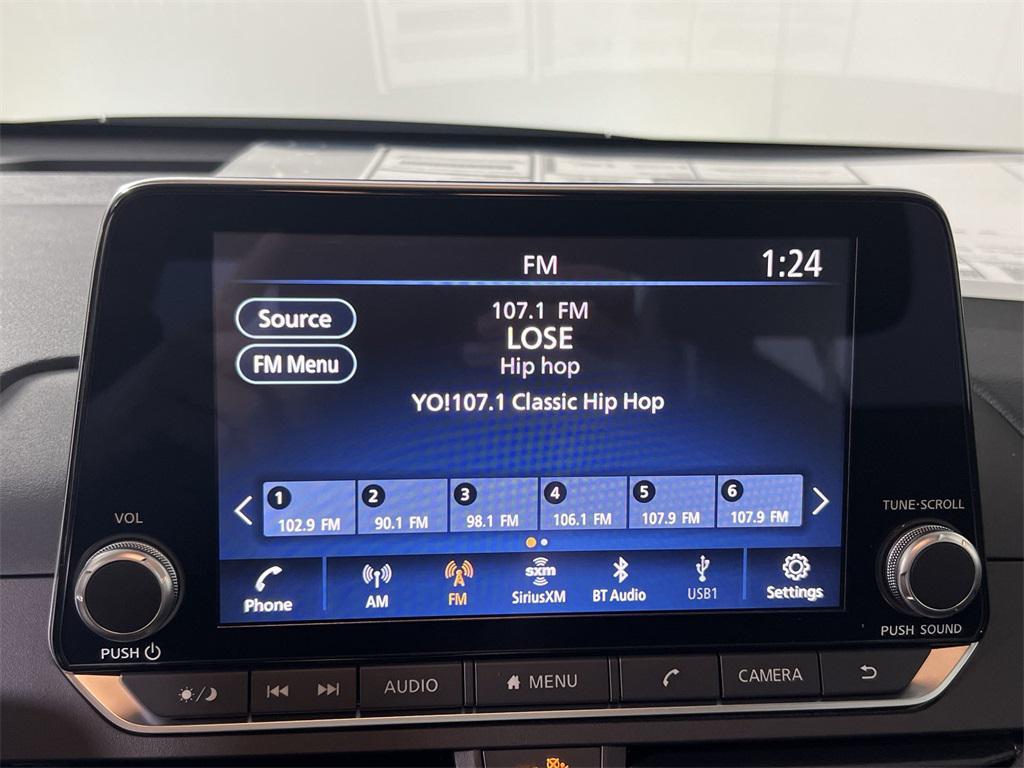 FM
1:24
Source
FM Menu
107.1 FM
LOSE
Hip hop
YO!107.1 Classic Hip Hop
1 102.9 FM
2 90.1 FM
3 98.1 FM
4 106.1 FM
5 107.9 FM
6 107.9 FM
Phone
AM
FM
sxm
SiriusXM
BT Audio
USB1
Settings
VOL
PUSH
TUNE·SCROLL
PUSH SOUND
AUDIO
MENU
CAMERA